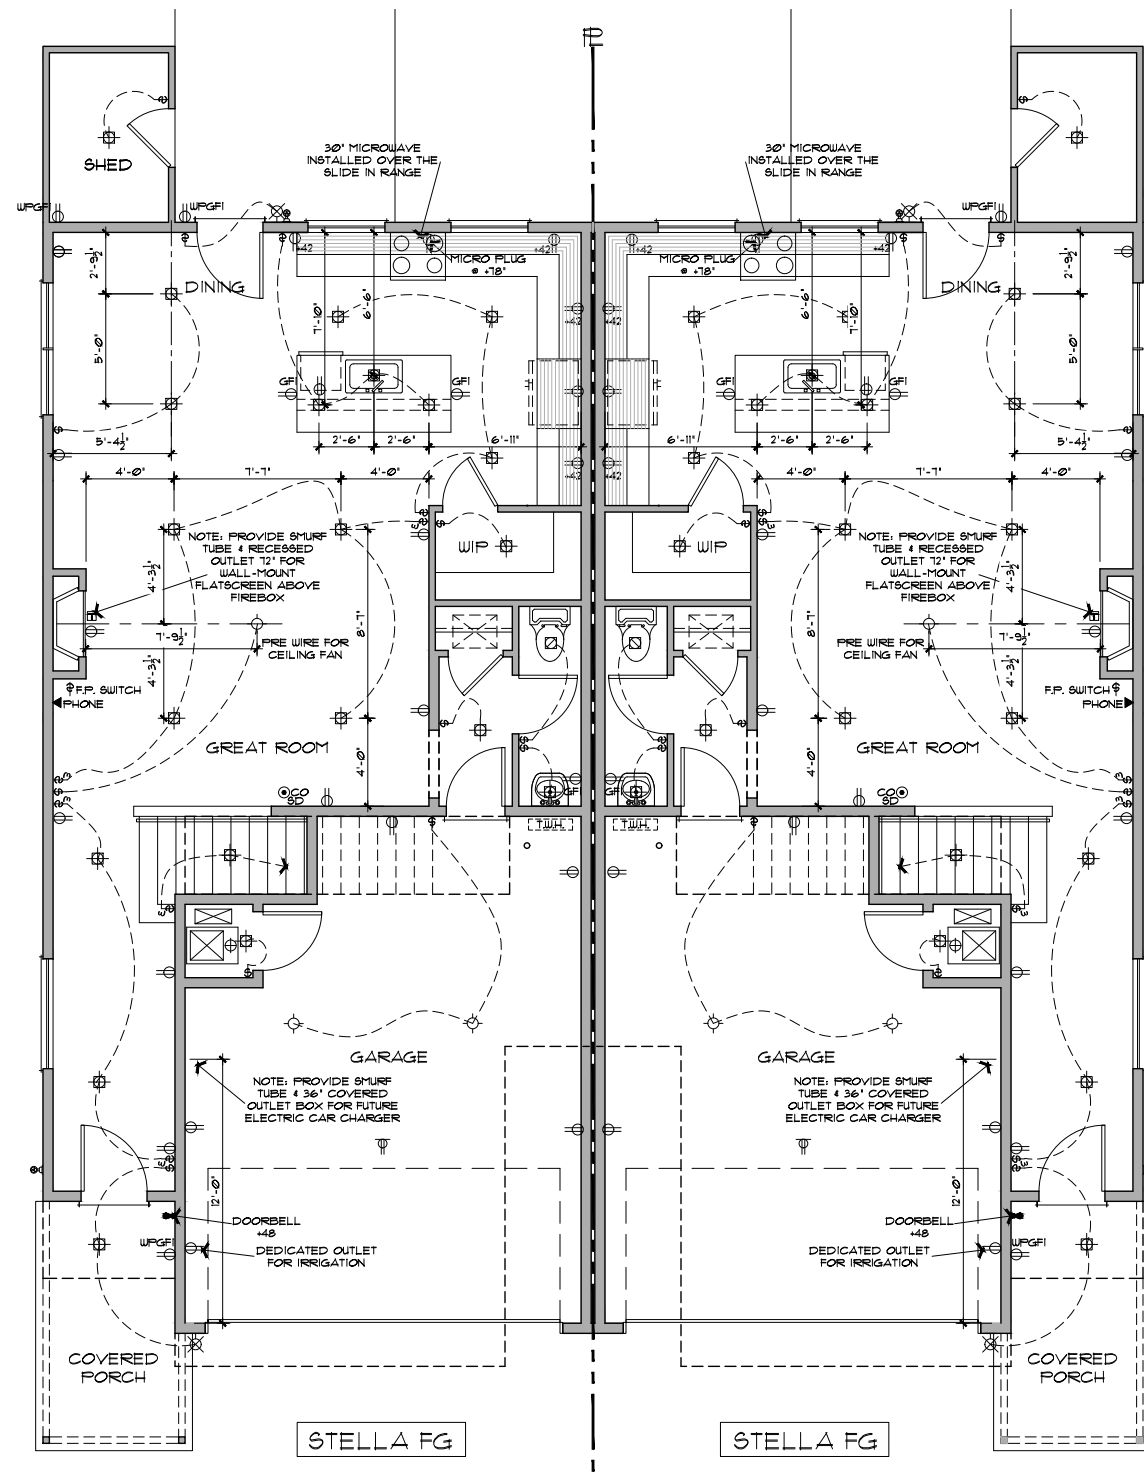 30" MICROWAVE
INSTALLED OVER THE
SLIDE IN RANGE
30" MICROWAVE
INSTALLED OVER THE
SLIDE IN RANGE
SHED
WPGFI
WPGFI
WPGFI
+42
+42
+42
+42
MICRO PLUG
@ +78"
MICRO PLUG
@ +78"
2'-9½"
DINING
7'-10"
6'-6"
6'-6"
7'-10"
DINING
2'-9½"
+42
+42
5'-0"
5'-0"
GFI
GFI
GFI
GFI
5'-4½"
2'-6"
2'-6"
6'-11"
6'-11"
2'-6"
2'-6"
5'-4½"
+42
+42
4'-0"
7'-7"
4'-0"
4'-0"
7'-7"
4'-0"
NOTE: PROVIDE SMURF
TUBE & RECESSED
OUTLET 72" FOR
WALL-MOUNT
FLATSCREEN ABOVE
FIREBOX
WIP
WIP
NOTE: PROVIDE SMURF
TUBE & RECESSED
OUTLET 72" FOR
WALL-MOUNT
FLATSCREEN ABOVE
FIREBOX
4'-3½"
4'-3½"
8'-7"
8'-7"
7'-9½"
7'-9½"
PRE WIRE FOR
CEILING FAN
PRE WIRE FOR
CEILING FAN
4'-3½"
4'-3½"
F.P. SWITCH
PHONE
F.P. SWITCH
PHONE
GREAT ROOM
4'-0"
4'-0"
GREAT ROOM
CO
SD
GFI
GFI
CO
SD
T.W.H.
T.W.H.
GARAGE
GARAGE
NOTE: PROVIDE SMURF
TUBE & 36" COVERED
OUTLET BOX FOR FUTURE
ELECTRIC CAR CHARGER
NOTE: PROVIDE SMURF
TUBE & 36" COVERED
OUTLET BOX FOR FUTURE
ELECTRIC CAR CHARGER
12'-0"
12'-0"
DOORBELL
+48
DOORBELL
+48
WPGFI
DEDICATED OUTLET
FOR IRRIGATION
DEDICATED OUTLET
FOR IRRIGATION
WPGFI
COVERED
PORCH
COVERED
PORCH
STELLA FG
STELLA FG